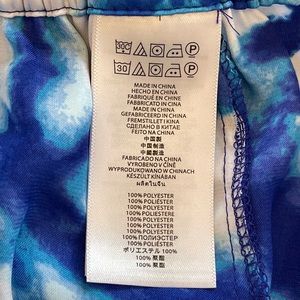 30
MADE IN CHINA
HECHO EN CHINA
FABRIQUÉ EN CHINE
FABBRICATO IN CINA
MADE IN CHINA
GEFABRICEERD IN CHINA
FREMSTILLET I KINA
СДЕЛАНО В КИТАЕ
FEITO NA CHINA
中国製
中国制造
中國製造
FABRICADO NA CHINA
VYROBENO V ČÍNĚ
WYPRODUKOWANO W CHINACH
KÉSZÜLT KÍNÁBAN
ผลิตในจีน
100% POLYESTER
100% POLIÉSTER
100% POLYESTER
100% POLIESTERE
100% POLYESTER
100% POLYESTER
100% POLYESTER
100% ПОЛИЭСТЕР
100% POLIÉSTER
ポリエステル 100%
100% 聚酯
100% 聚酯